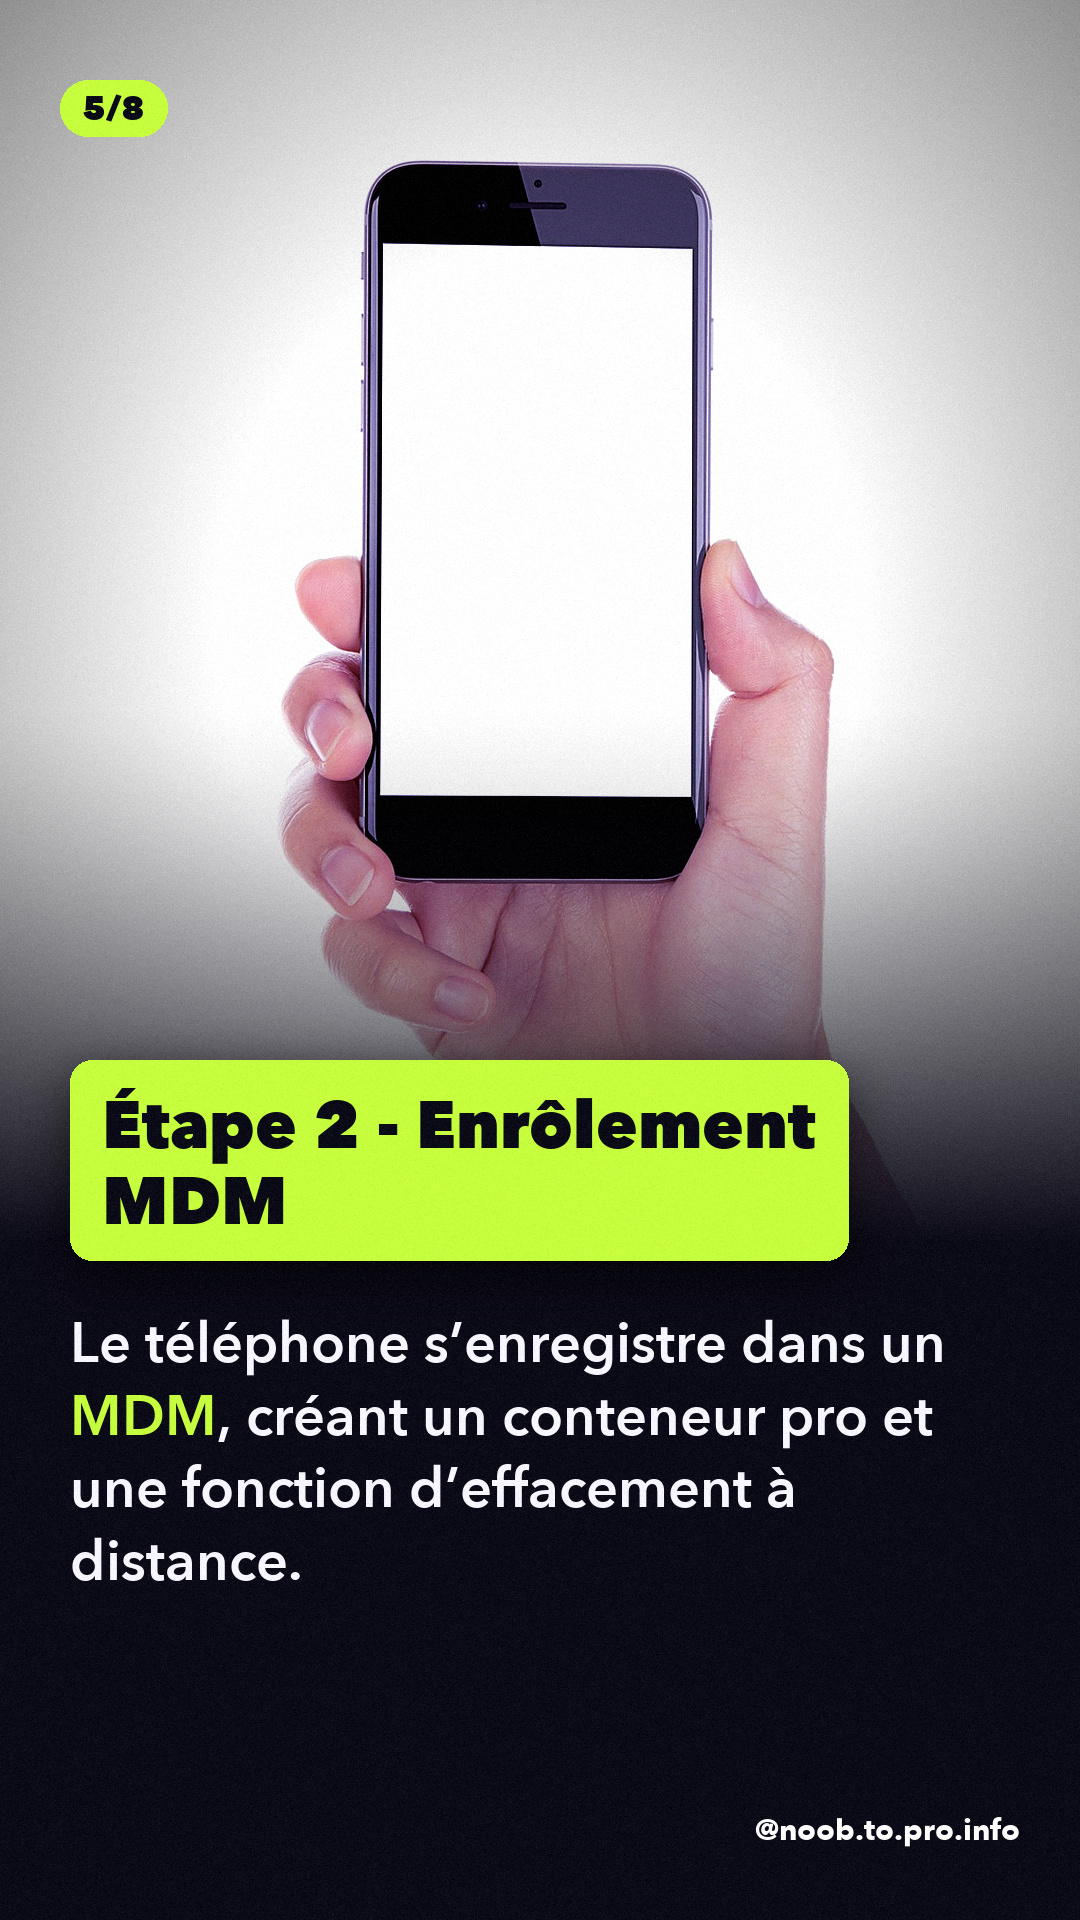 5/8
Étape 2 - Enrôlement
MDM
Le téléphone s’enregistre dans un
MDM, créant un conteneur pro et
une fonction d’effacement à
distance.
@noob.to.pro.info